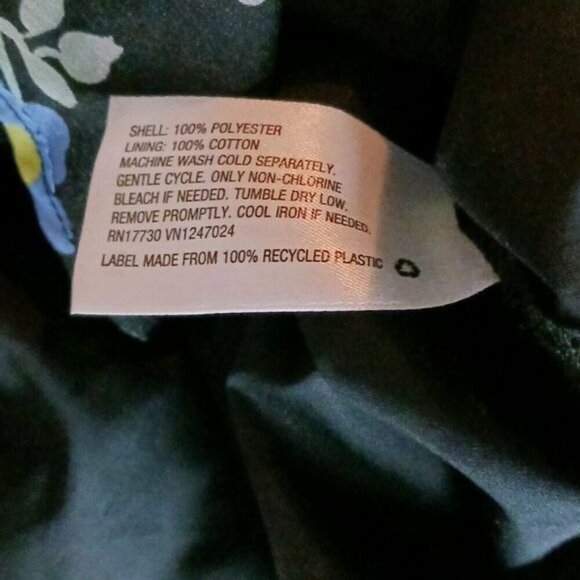 SHELL: 100% POLYESTER
LINING: 100% COTTON
MACHINE WASH COLD SEPARATELY.
GENTLE CYCLE. ONLY NON-CHLORINE
BLEACH IF NEEDED. TUMBLE DRY LOW.
REMOVE PROMPTLY. COOL IRON IF NEEDED.
RN17730 VN1247024
LABEL MADE FROM 100% RECYCLED PLASTIC